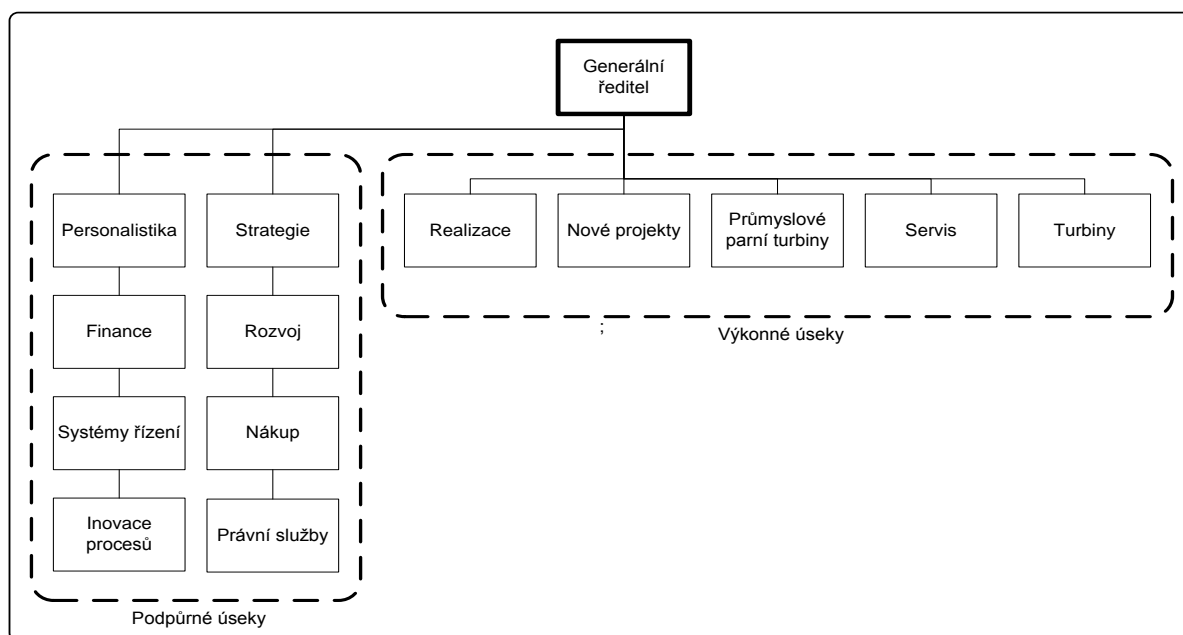 Generální
ředitel
Personalistika
Strategie
Realizace
Nové projekty
Průmyslové
parní turbiny
Servis
Turbiny
Finance
Rozvoj
;
Výkonné úseky
Systémy řízení
Nákup
Inovace
procesů
Právní služby
Podpůrné úseky